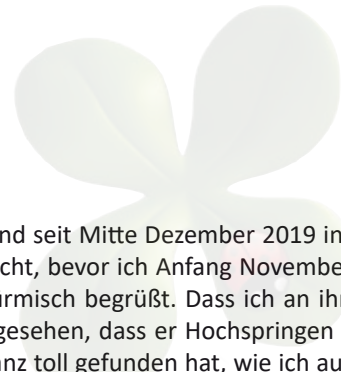 nd seit Mitte Dezember 2019 in
cht, bevor ich Anfang Novembe
ürmisch begrüßt. Dass ich an ihr
gesehen, dass er Hochspringen
anz toll gefunden hat, wie ich au